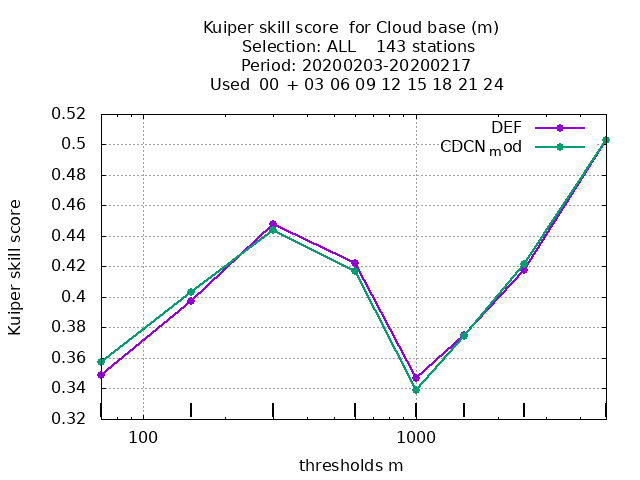 Kuiper skill score  for Cloud base (m)
Selection: ALL    143 stations
Period: 20200203-20200217
Used  00 + 03 06 09 12 15 18 21 24
0.52
0.5
0.48
0.46
0.44
0.42
0.4
0.38
0.36
0.34
0.32
Kuiper skill score
DEF
CDCNmod
100 1000
thresholds m